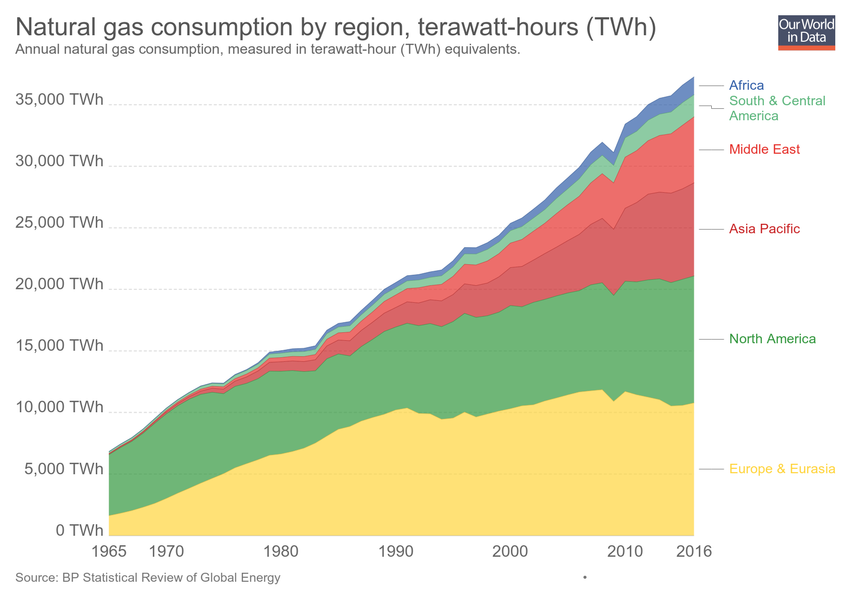 Natural gas consumption by region, terawatt-hours (TWh)
Annual natural gas consumption, measured in terawatt-hour (TWh) equivalents.
Our World
in Data
35,000 TWh
30,000 TWh
25,000 TWh
20,000 TWh
15,000 TWh
10,000 TWh
5,000 TWh
0 TWh
Africa
South & Central
America
Middle East
Asia Pacific
North America
Europe & Eurasia
1965 1970 1980 1990 2000 2010 2016
Source: BP Statistical Review of Global Energy